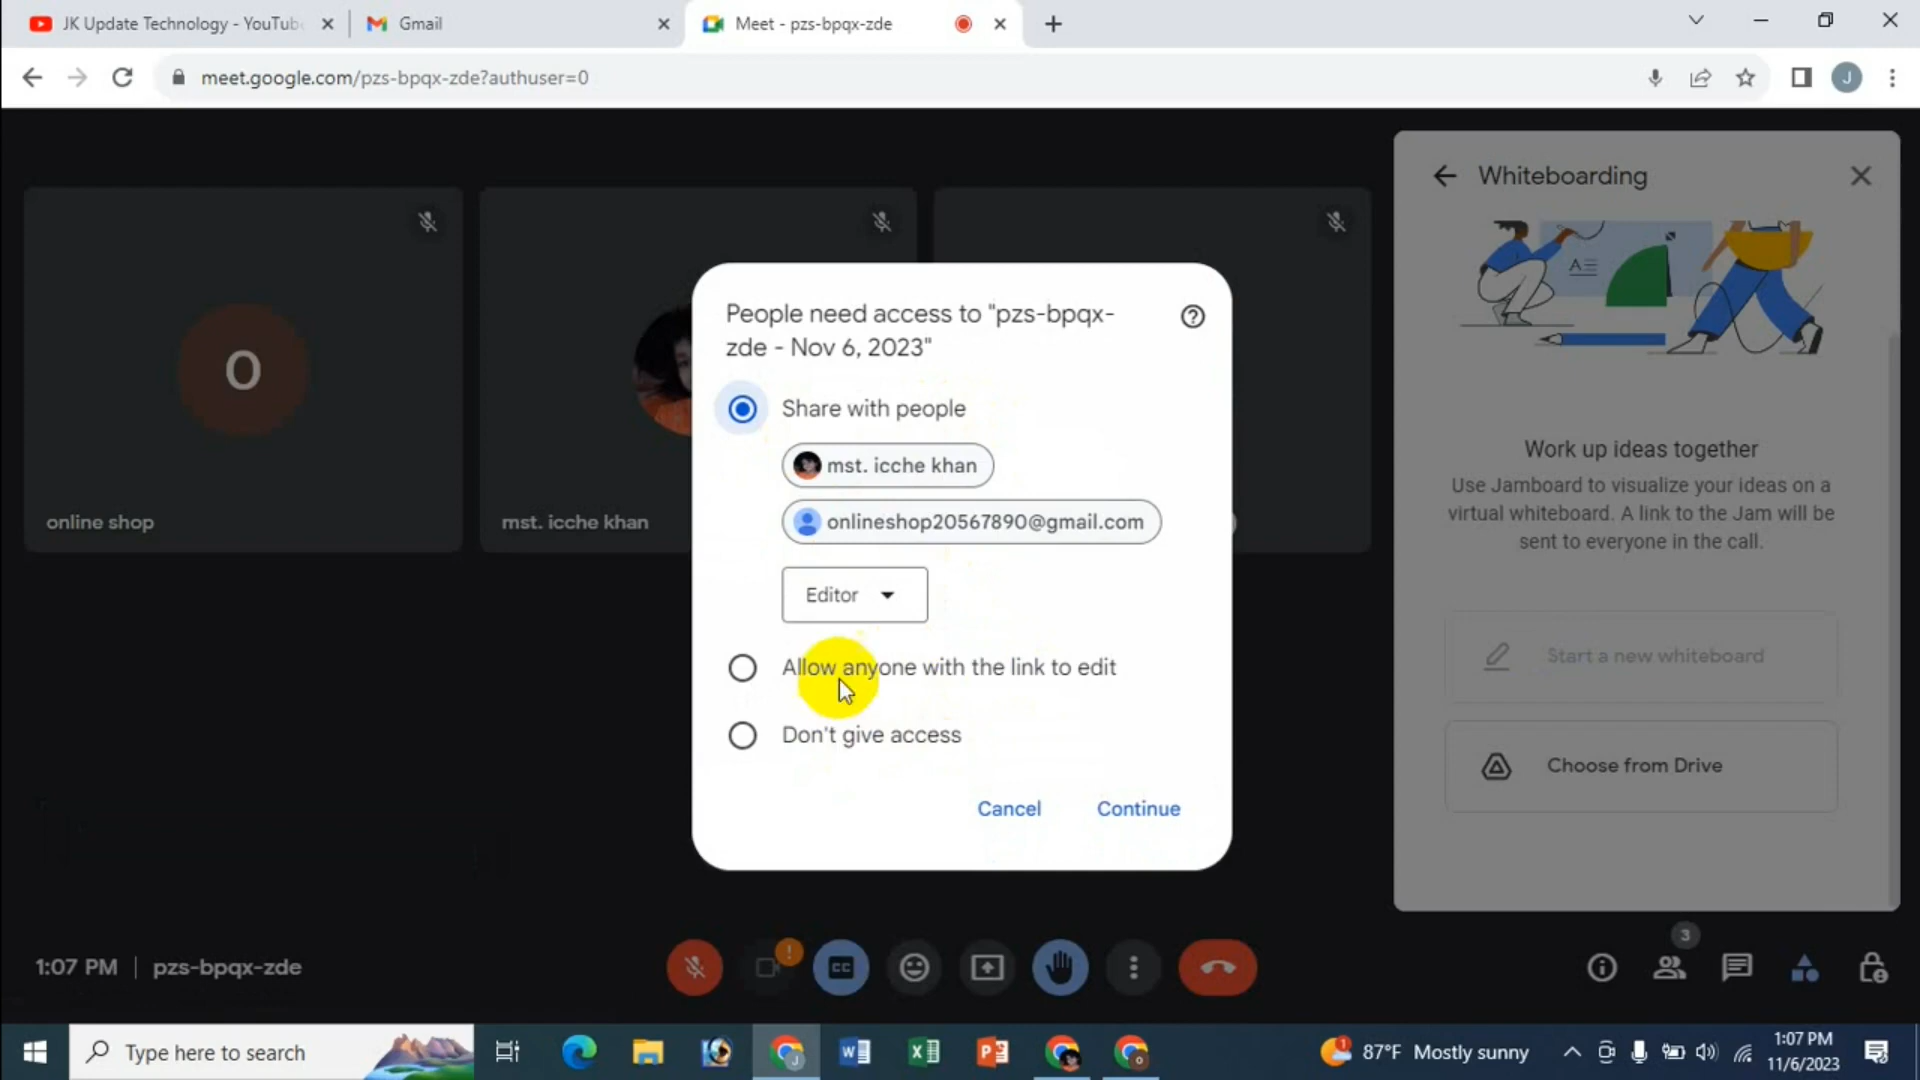 JK Update Technology - YouTub
Gmail
Meet - pzs-bpqx-zde
meet.google.com/pzs-bpqx-zde?authuser=0
J
O
online shop
mst. icche khan
People need access to "pzs-bpqx-
zde - Nov 6, 2023"
Share with people
mst. icche khan
onlineshop20567890@gmail.com
Editor
Allow anyone with the link to edit
Don't give access
Cancel
Continue
Whiteboarding
Work up ideas together
Use Jamboard to visualize your ideas on a
virtual whiteboard. A link to the Jam will be
sent to everyone in the call.
Start a new whiteboard
Choose from Drive
1:07 PM
pzs-bpqx-zde
CC
3
Type here to search
87°F Mostly sunny
1:07 PM
11/6/2023